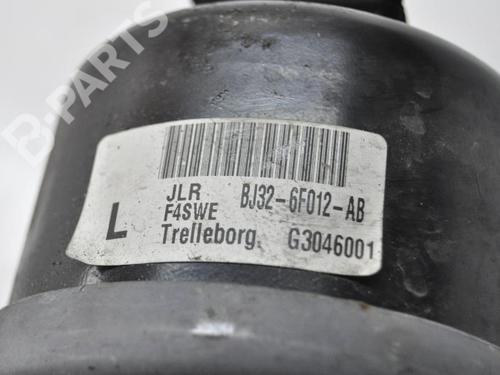 B-PARTS
JLR BJ32-6F012-AB
L F4SWE
Trelleborg. G3046001